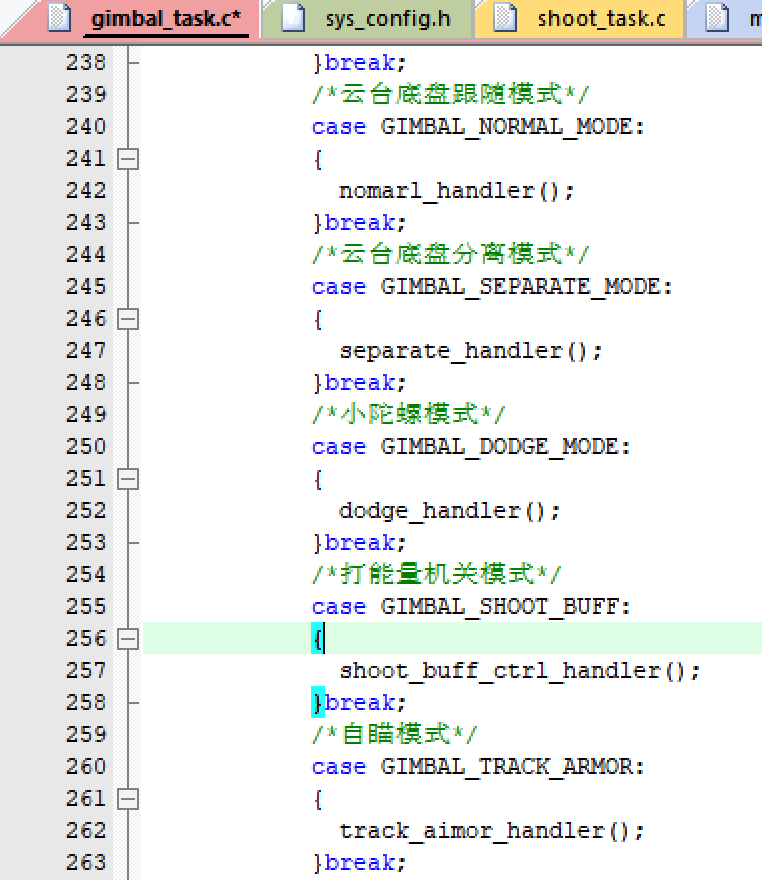 gimbal_task.c* sys_config.h shoot_task.c m
238 }break;
239 /*云台底盘跟随模式*/
240 case GIMBAL_NORMAL_MODE:
241 {
242 nomarl_handler();
243 }break;
244 /*云台底盘分离模式*/
245 case GIMBAL_SEPARATE_MODE:
246 {
247 separate_handler();
248 }break;
249 /*小陀螺模式*/
250 case GIMBAL_DODGE_MODE:
251 {
252 dodge_handler();
253 }break;
254 /*打能量机关模式*/
255 case GIMBAL_SHOOT_BUFF:
256 {
257 shoot_buff_ctrl_handler();
258 }break;
259 /*自瞄模式*/
260 case GIMBAL_TRACK_ARMOR:
261 {
262 track_aimor_handler();
263 }break;